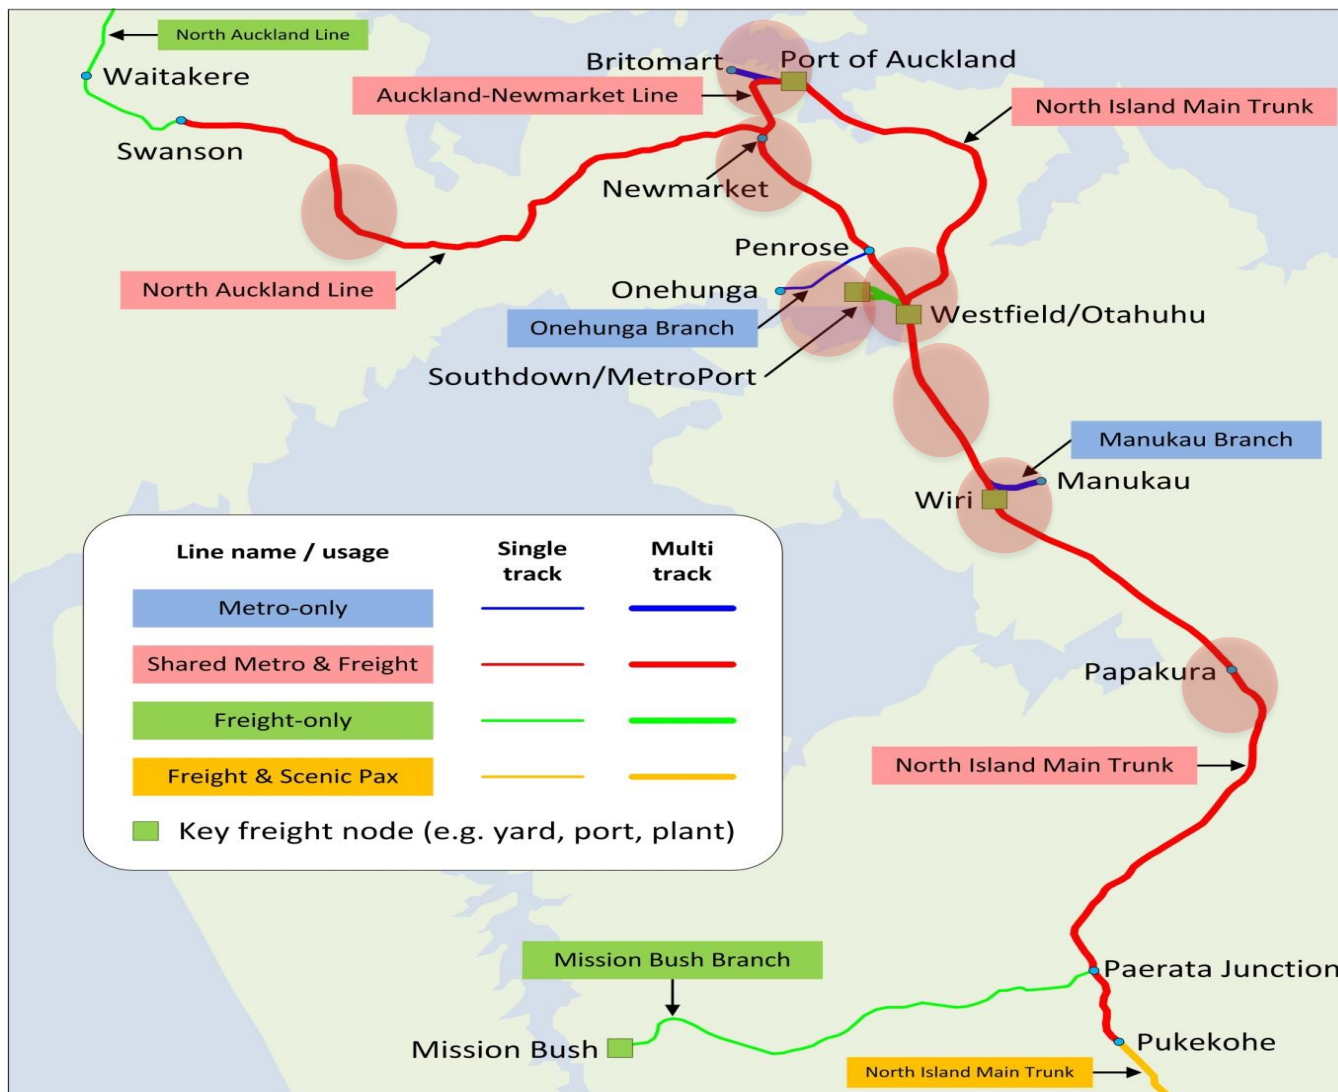 North Auckland Line
Waitakere
Swanson
Britomart
Port of Auckland
Auckland-Newmarket Line
North Island Main Trunk
Newmarket
North Auckland Line
Penrose
Onehunga
Onehunga Branch
Westfield/Otahuhu
Southdown/MetroPort
Manukau Branch
Manukau
Wiri
Line name / usage
Single
track
Multi
track
Metro-only
Shared Metro & Freight
Freight-only
Freight & Scenic Pax
Key freight node (e.g. yard, port, plant)
Papakura
North Island Main Trunk
Mission Bush Branch
Paerata Junction
Mission Bush
Pukekohe
North Island Main Trunk